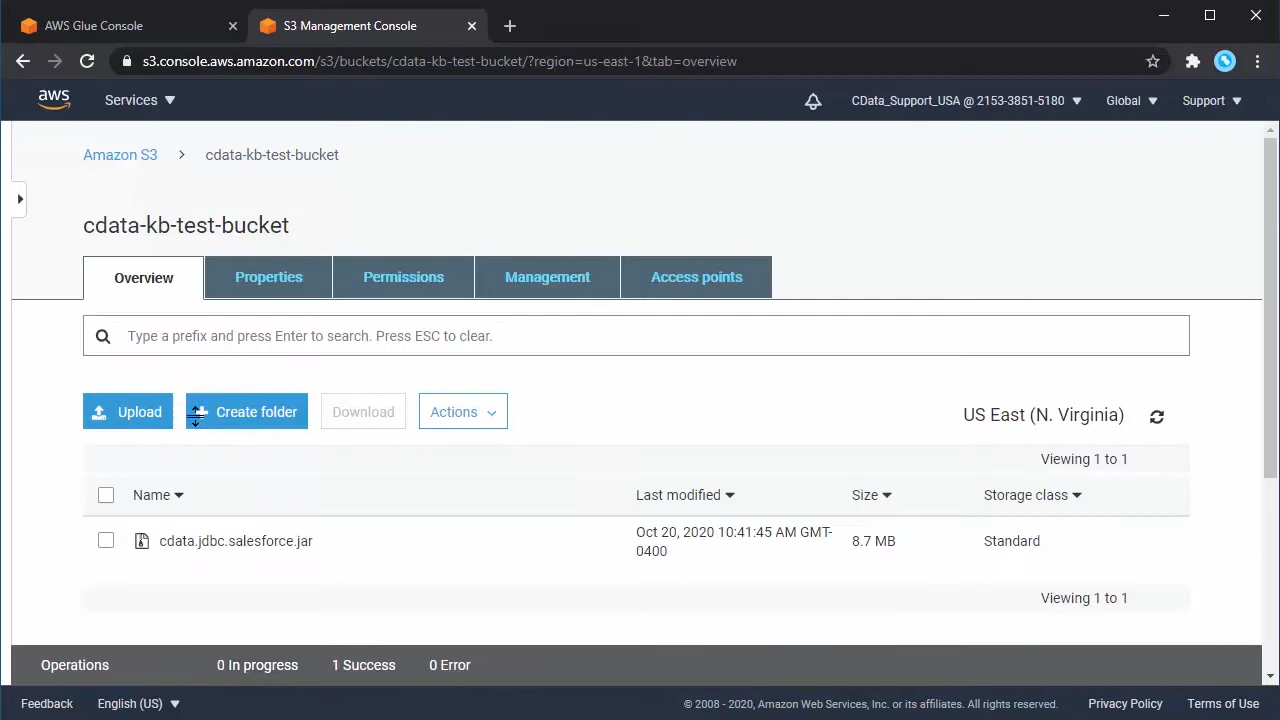 AWS Glue Console
S3 Management Console
s3.console.aws.amazon.com/s3/buckets/cdata-kb-test-bucket/?region=us-east-1&tab=overview
aws
Services
CData_Support_USA @ 2153-3851-5180
Global
Support
Amazon S3
cdata-kb-test-bucket
cdata-kb-test-bucket
Overview
Properties
Permissions
Management
Access points
Type a prefix and press Enter to search. Press ESC to clear.
Upload
Create folder
Download
Actions
US East (N. Virginia)
Viewing 1 to 1
Name
Last modified
Size
Storage class
cdata.jdbc.salesforce.jar
Oct 20, 2020 10:41:45 AM GMT-
0400
8.7 MB
Standard
Viewing 1 to 1
Operations
0 In progress
1 Success
0 Error
Feedback
English (US)
© 2008 - 2020, Amazon Web Services, Inc. or its affiliates. All rights reserved.
Privacy Policy
Terms of Use